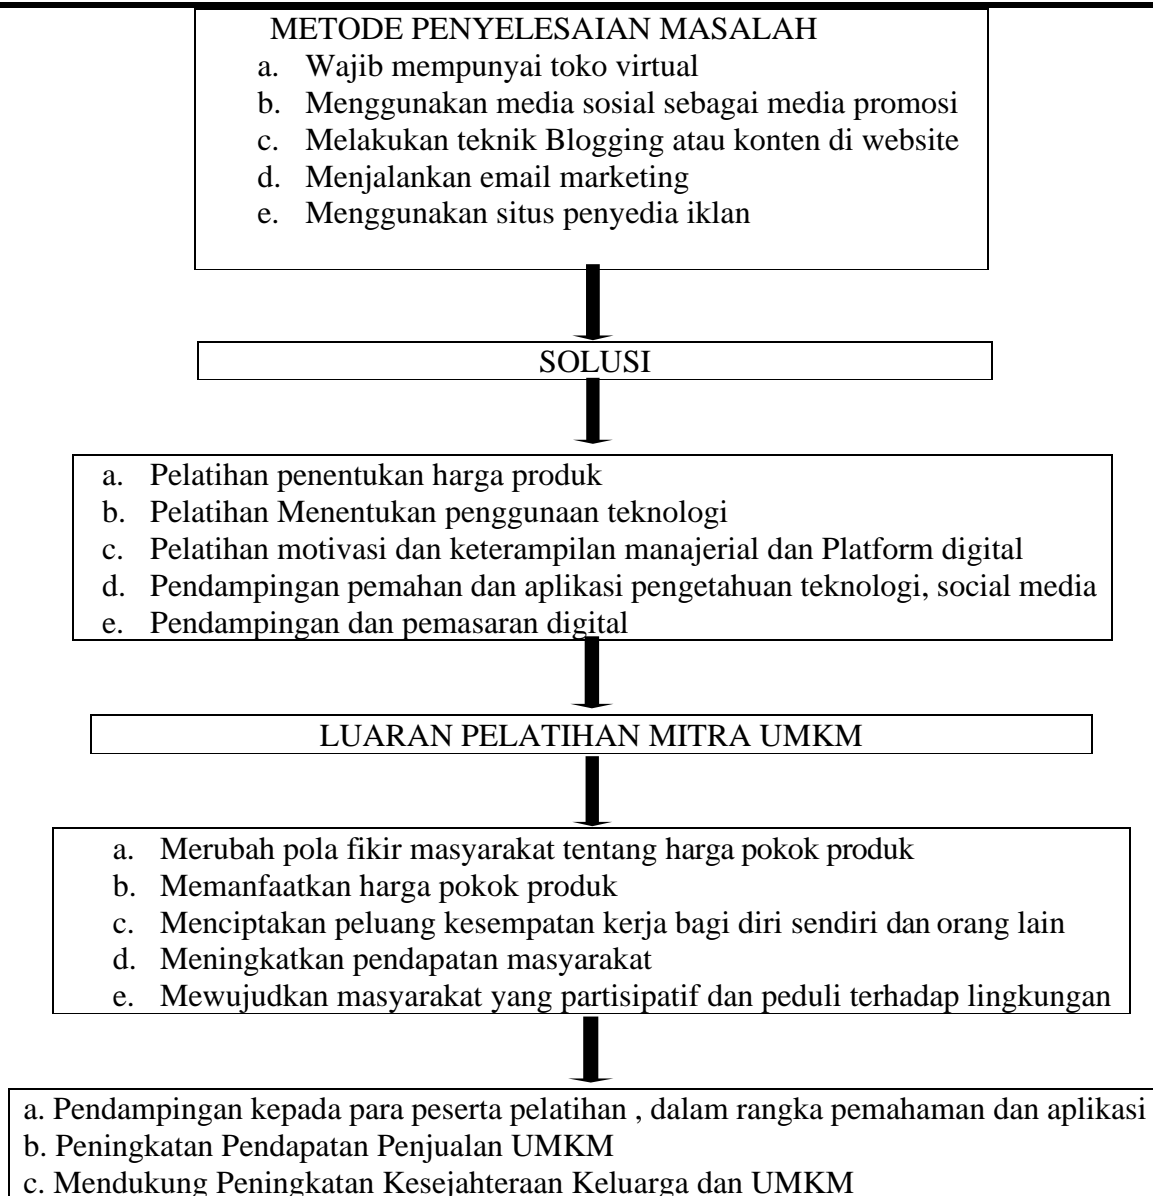 METODE PENYELESAIAN MASALAH
a. Wajib mempunyai toko virtual
b. Menggunakan media sosial sebagai media promosi
c. Melakukan teknik Blogging atau konten di website
d. Menjalankan email marketing
e. Menggunakan situs penyedia iklan
SOLUSI
a. Pelatihan penentukan harga produk
b. Pelatihan Menentukan penggunaan teknologi
c. Pelatihan motivasi dan keterampilan manajerial dan Platform digital
d. Pendampingan pemahan dan aplikasi pengetahuan teknologi, social media
e. Pendampingan dan pemasaran digital
LUARAN PELATIHAN MITRA UMKM
a. Merubah pola fikir masyarakat tentang harga pokok produk
b. Memanfaatkan harga pokok produk
c. Menciptakan peluang kesempatan kerja bagi diri sendiri dan orang lain
d. Meningkatkan pendapatan masyarakat
e. Mewujudkan masyarakat yang partisipatif dan peduli terhadap lingkungan
a. Pendampingan kepada para peserta pelatihan , dalam rangka pemahaman dan aplikasi
b. Peningkatan Pendapatan Penjualan UMKM
c. Mendukung Peningkatan Kesejahteraan Keluarga dan UMKM